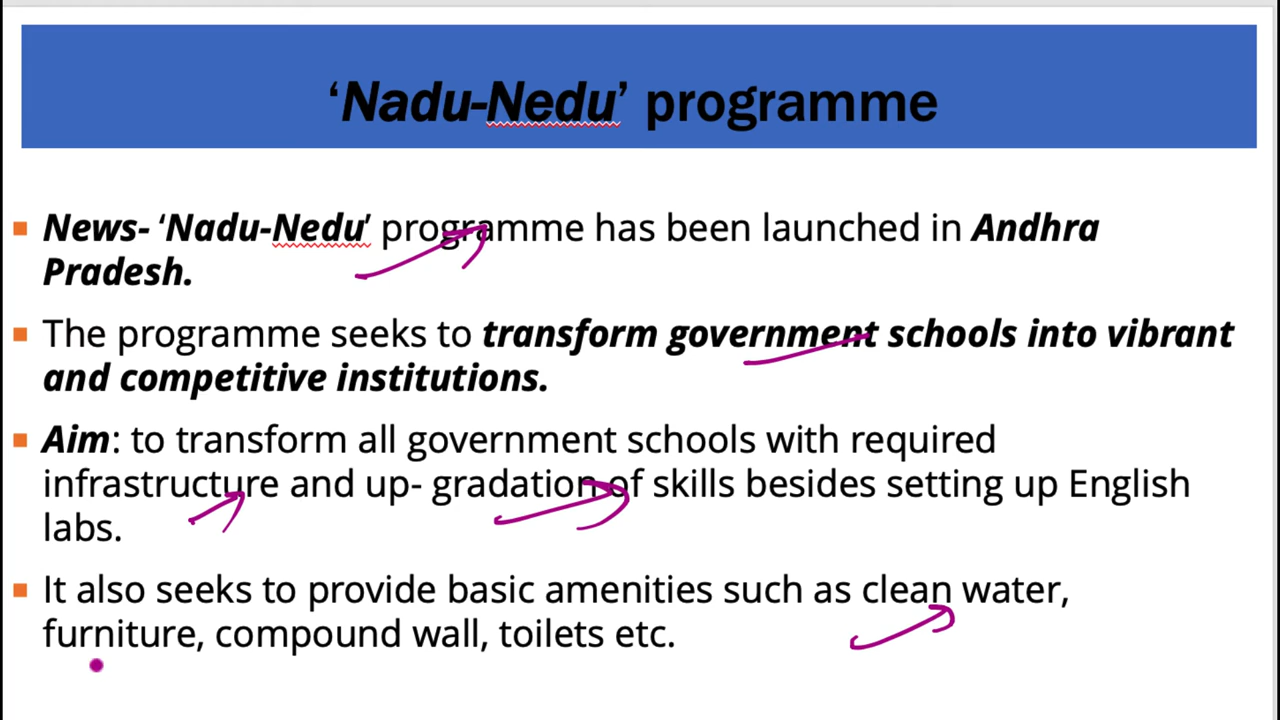 ‘Nadu-Nedu’ programme
News- ‘Nadu-Nedu’ programme has been launched in Andhra
Pradesh.
The programme seeks to transform government schools into vibrant
and competitive institutions.
Aim: to transform all government schools with required
infrastructure and up- gradation of skills besides setting up English
labs.
It also seeks to provide basic amenities such as clean water,
furniture, compound wall, toilets etc.